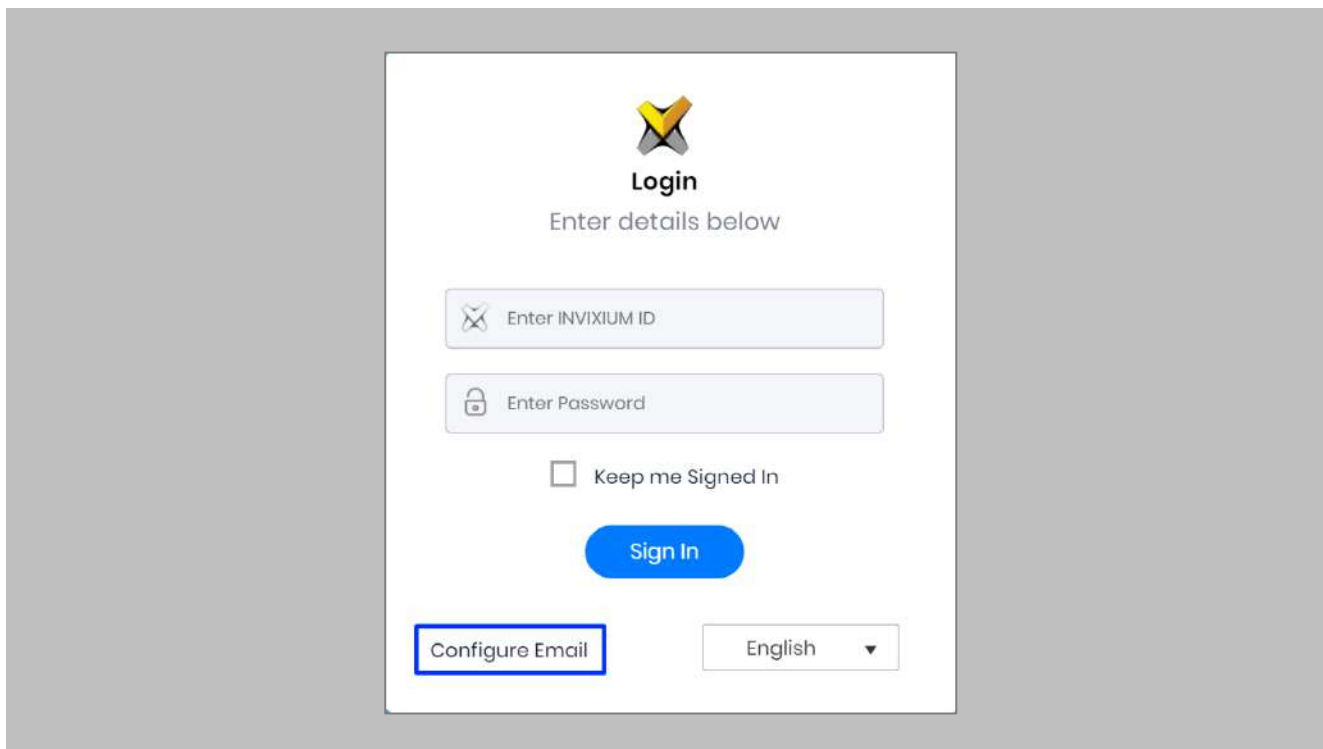 Login
Enter details below
Enter INVIXIUM ID
Enter Password
Keep me Signed In
Sign In
Configure Email
English